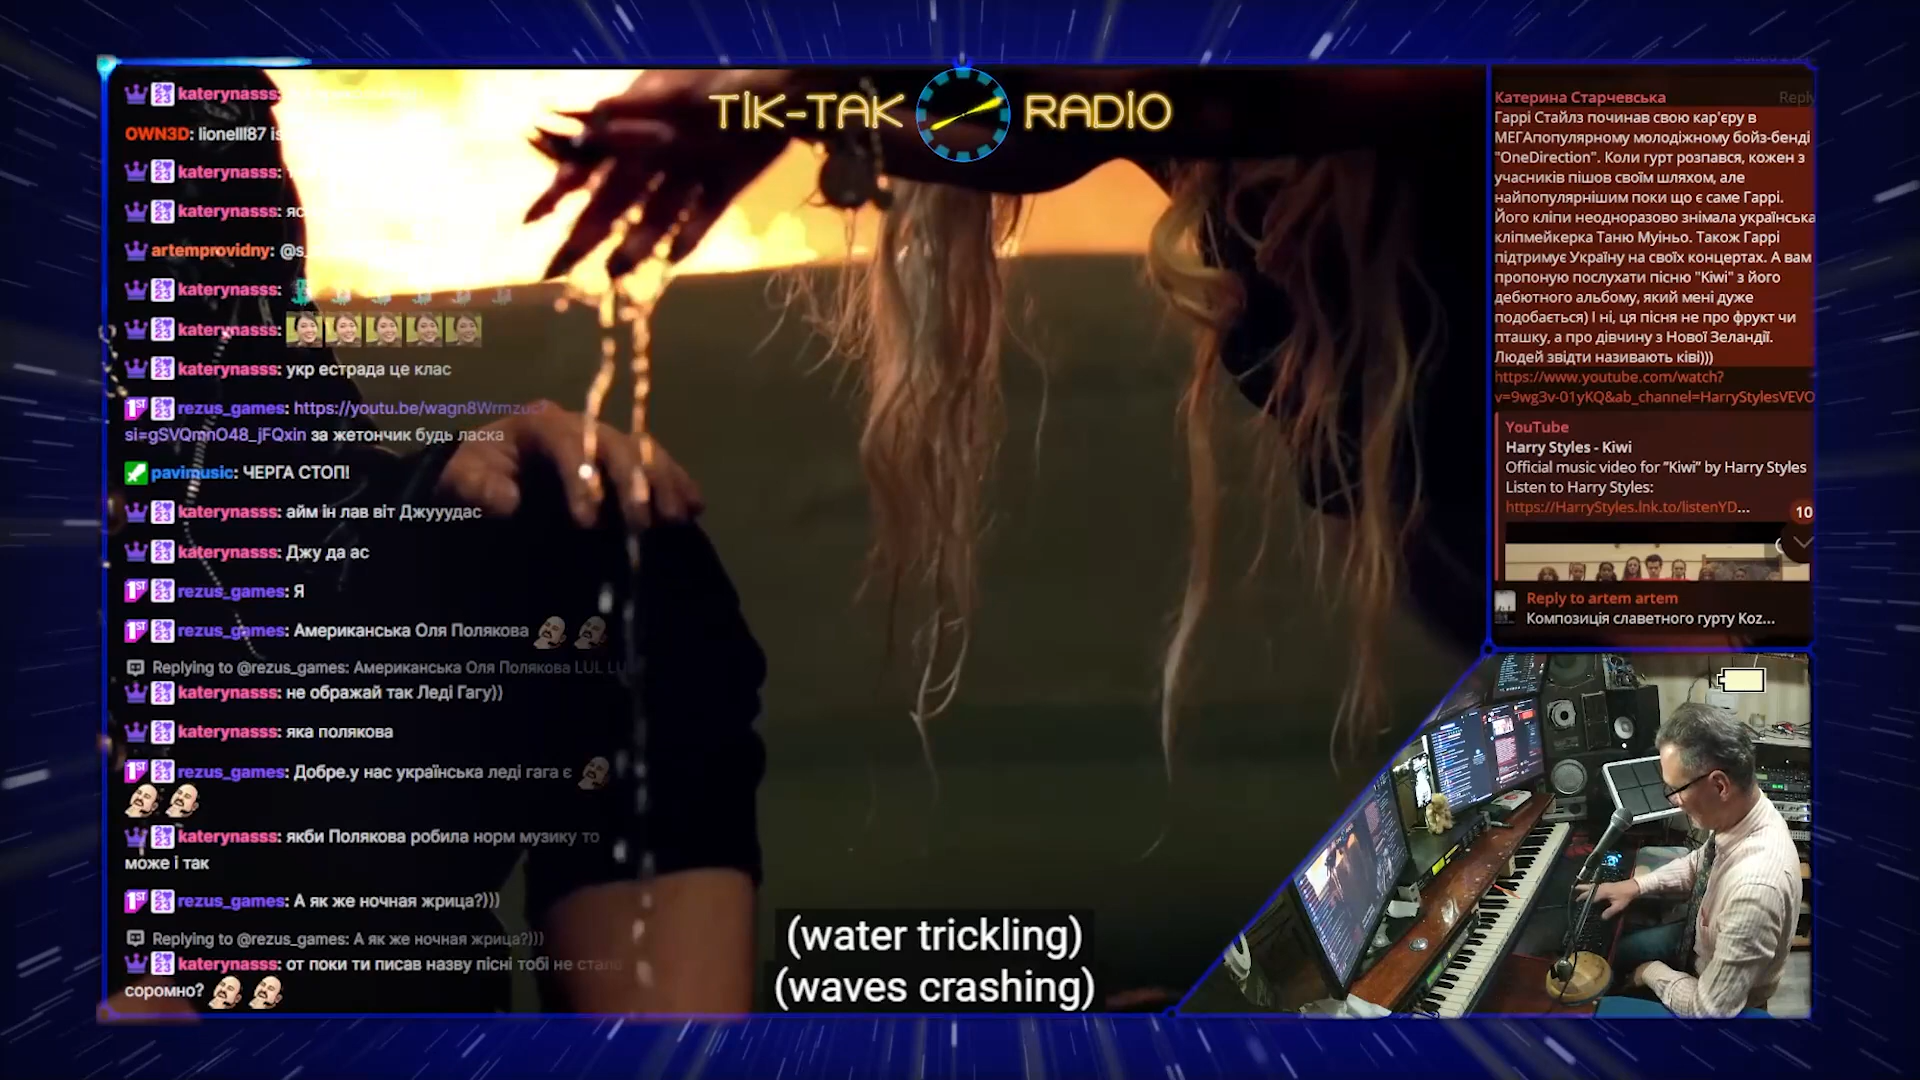 TIK-TAK RADIO
katerynasss:
OWN3D: lionelll87 is
katerynasss:
katerynasss: яс
artemprovidny: @s_
katerynasss:
katerynasss:
katerynasss: укр естрада це клас
rezus_games: https://youtu.be/wagn8Wrmzuc?
si=gSVQmnO48_jFQxin за жетончик будь ласка
pavimusic: ЧЕРГА СТОП!
katerynasss: айм ін лав віт Джууудас
katerynasss: Джу да ас
rezus_games: Я
rezus_games: Американська Оля Полякова
Replying to @rezus_games: Американська Оля Полякова LUL LU
katerynasss: не ображай так Леді Гагу))
katerynasss: яка полякова
rezus_games: Добре.у нас українська леді гага є
katerynasss: якби Полякова робила норм музику то
може і так
rezus_games: А як же ночная жрица?)))
Replying to @rezus_games: А як же ночная жрица?)))
katerynasss: от поки ти писав назву пісні тобі не стало
соромно?
(water trickling)
(waves crashing)
Катерина Старчевська Reply
Гаррі Стайлз починав свою кар'єру в
МЕГАпопулярному молодіжному бойз-бенді
"OneDirection". Коли гурт розпався, кожен з
учасників пішов своїм шляхом, але
найпопулярнішим поки що є саме Гаррі.
Його кліпи неодноразово знімала українська
кліпмейкерка Таню Муіньо. Також Гаррі
підтримує Україну на своїх концертах. А вам
пропоную послухати пісню "Kiwi" з його
дебютного альбому, який мені дуже
подобається) І ні, ця пісня не про фрукт чи
пташку, а про дівчину з Нової Зеландії.
Людей звідти називають ківі)))
https://www.youtube.com/watch?
v=9wg3v-01yKQ&ab_channel=HarryStylesVEVO
YouTube
Harry Styles - Kiwi
Official music video for "Kiwi" by Harry Styles
Listen to Harry Styles:
https://HarryStyles.lnk.to/listenYD...
10
Reply to artem artem
Композиція славетного гурту Koz...